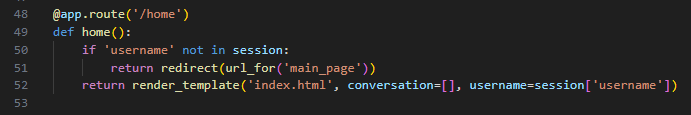 48 @app.route('/home')
49 def home():
50     if 'username' not in session:
51         return redirect(url_for('main_page'))
52     return render_template('index.html', conversation=[], username=session['username'])
53